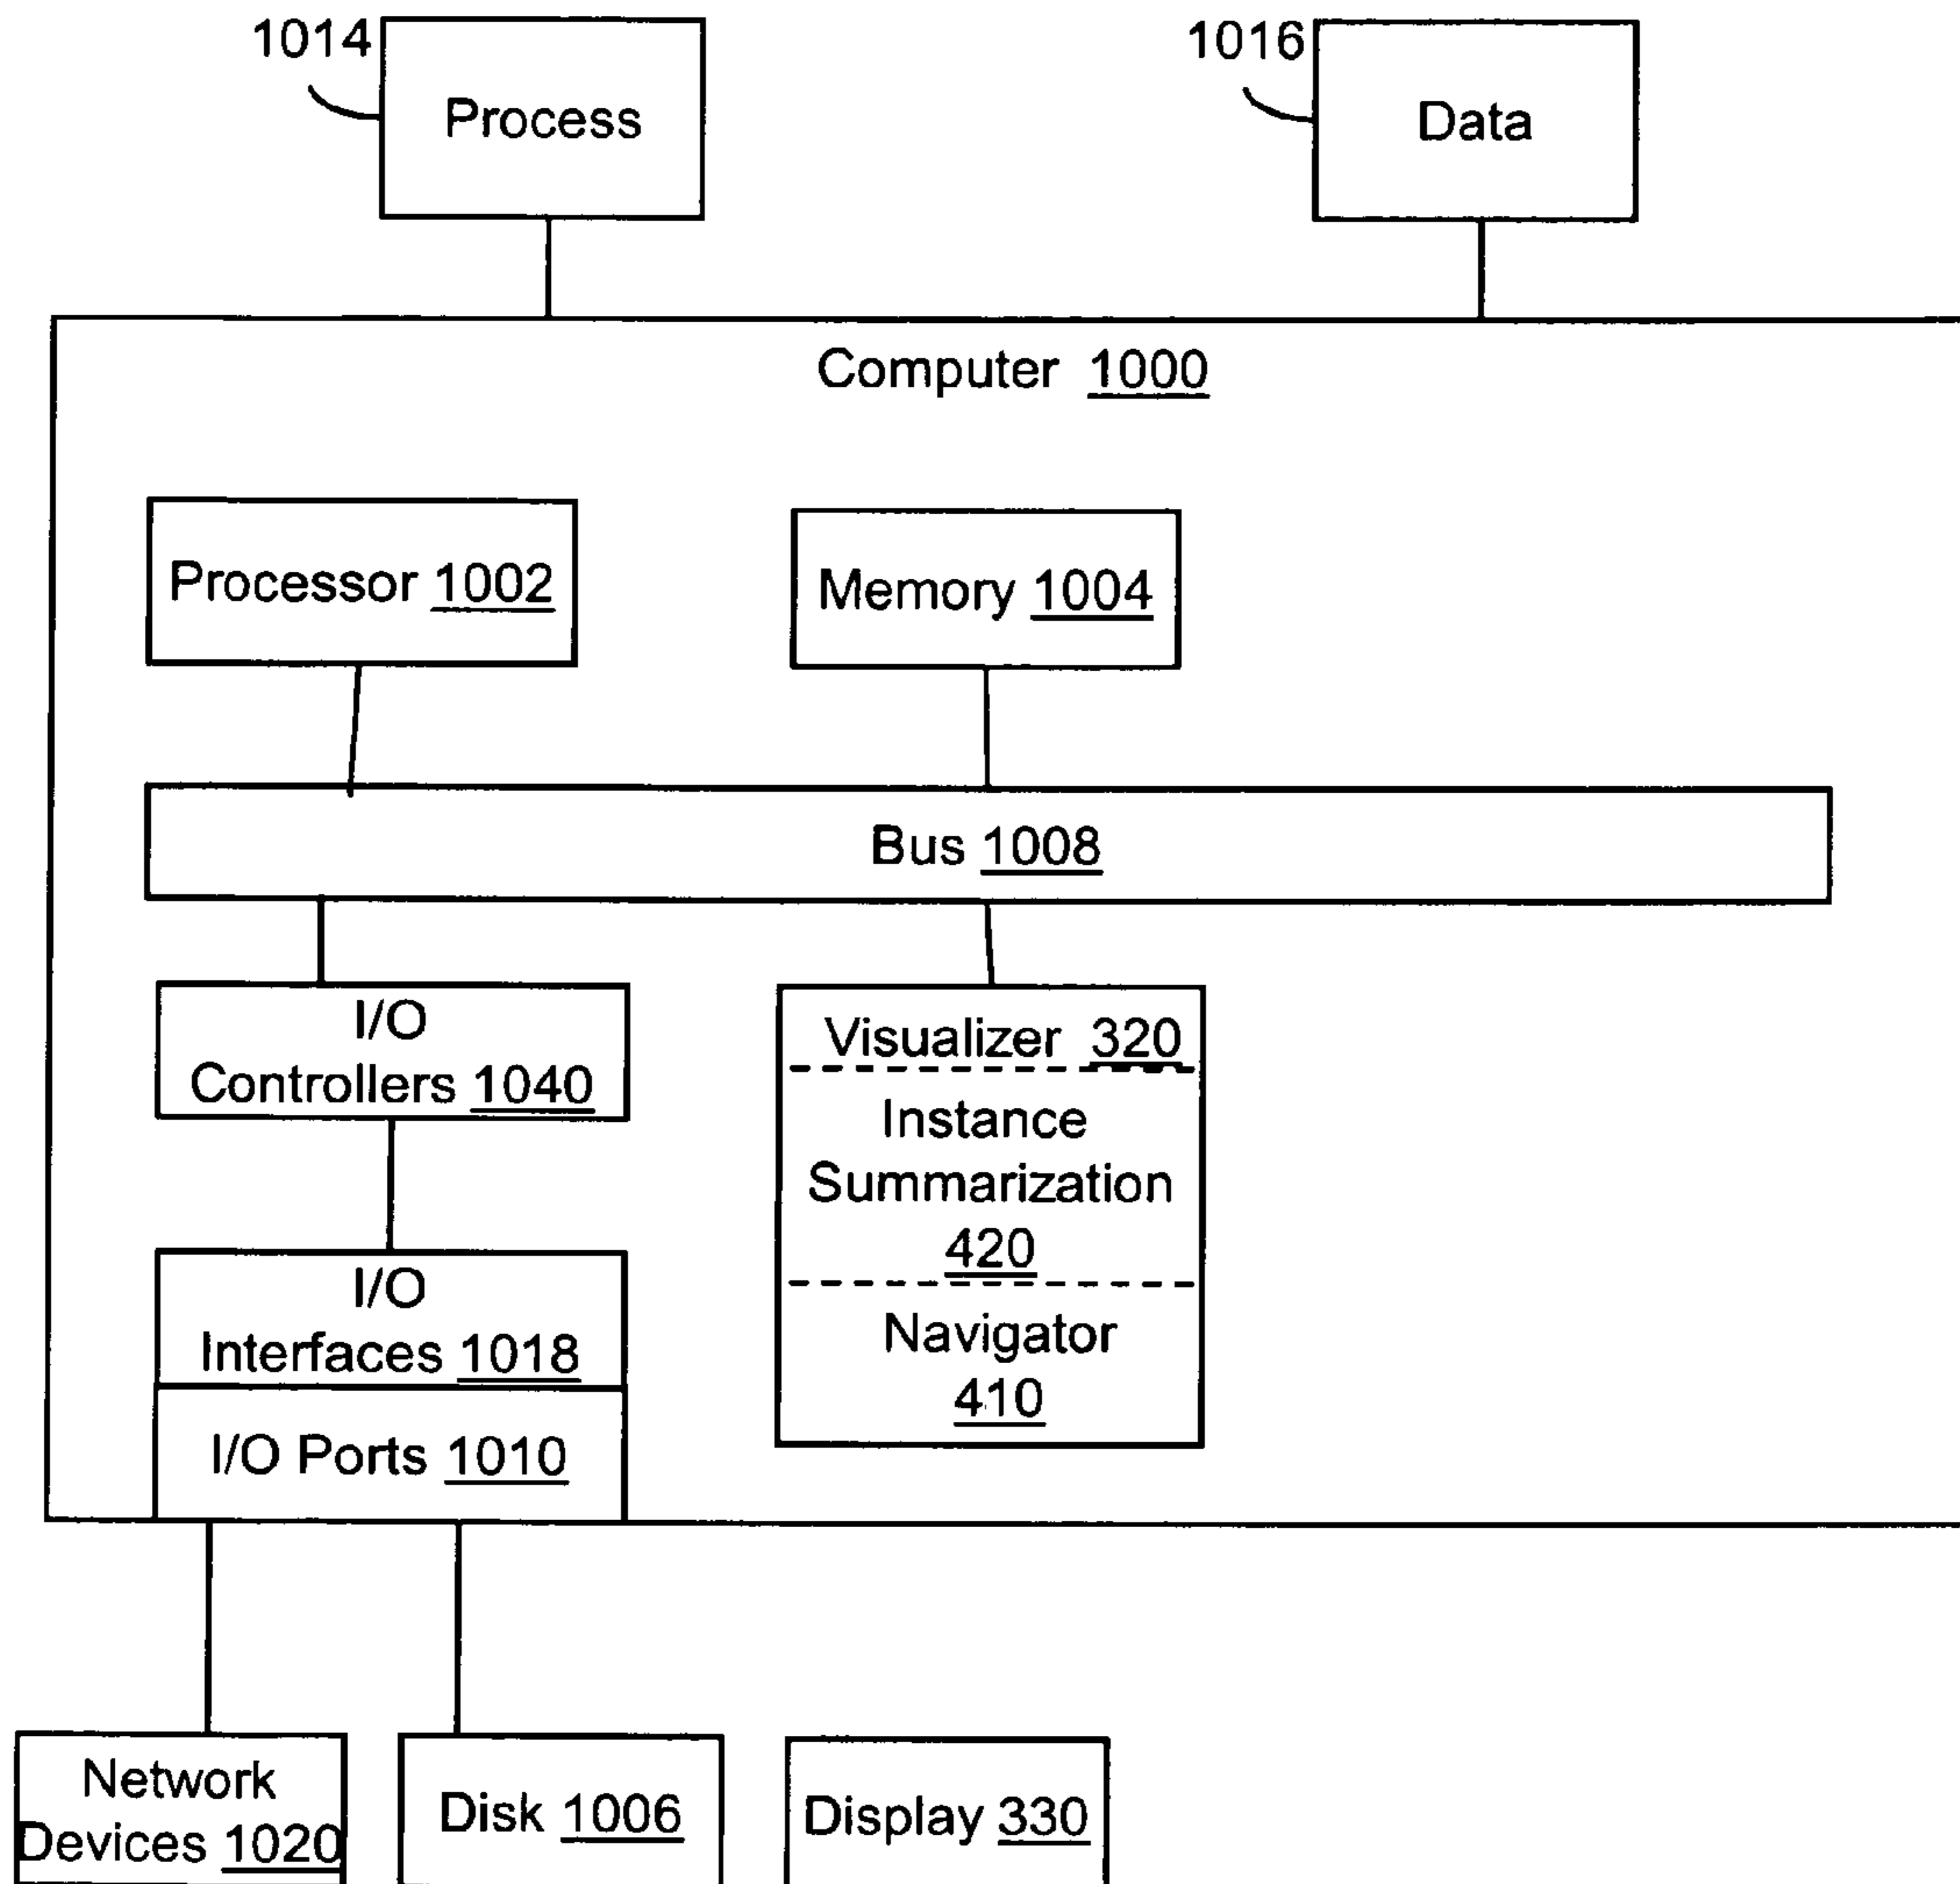 1014
Process
1016
Data
Computer 1000
Processor 1002
Memory 1004
Bus 1008
I/O
Controllers 1040
Visualizer 320
Instance
Summarization
420
Navigator
410
I/O
Interfaces 1018
I/O Ports 1010
Network
Devices 1020
Disk 1006
Display 330